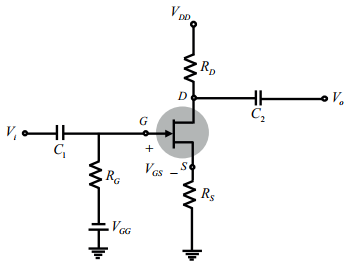 V_DD
R_D
D
V_o
C_2
G
V_i
C_1
+
V_GS − S
R_G
R_S
V_GG